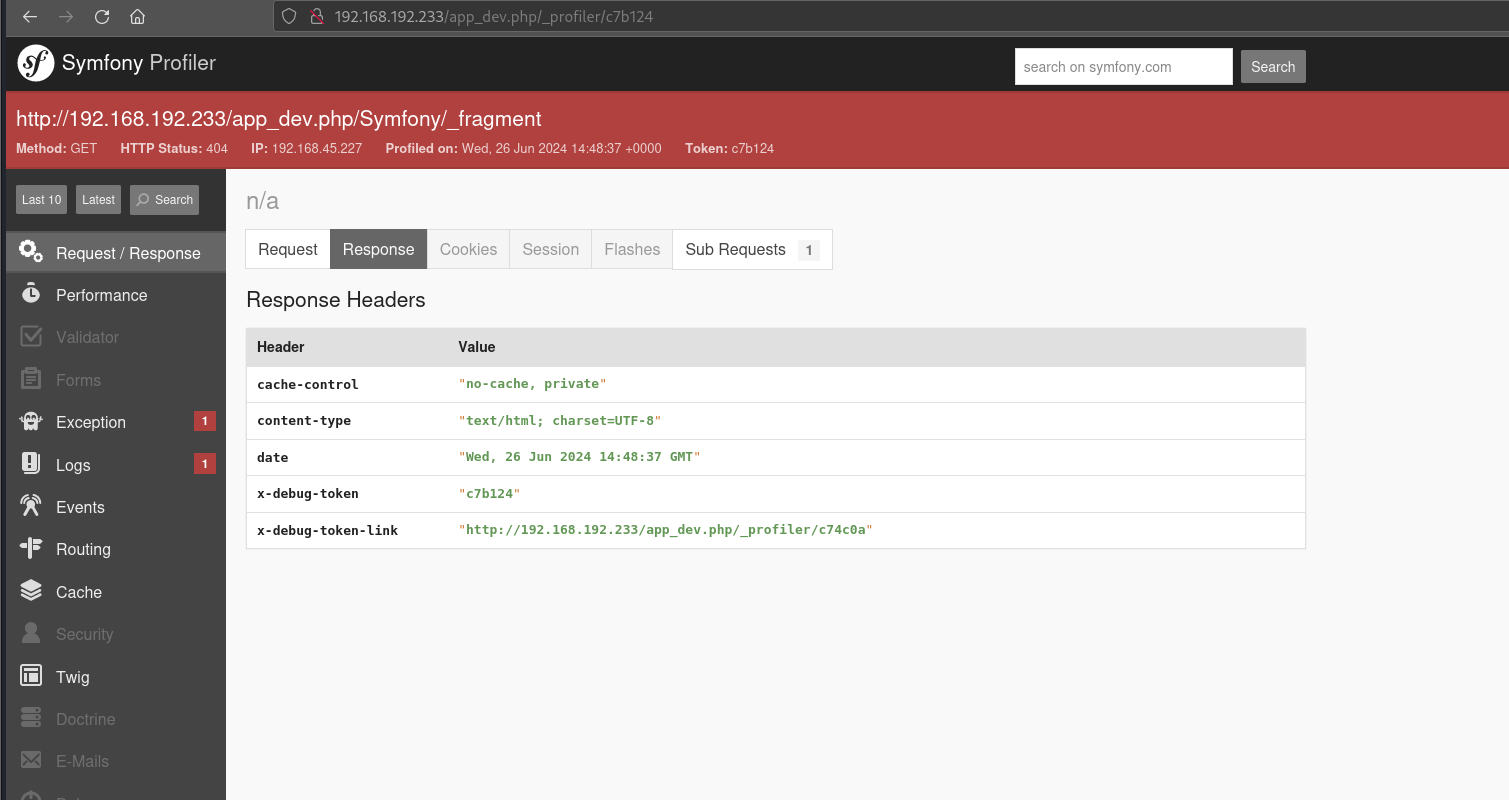 192.168.192.233/app_dev.php/_profiler/c7b124
sf Symfony Profiler
search on symfony.com
Search
http://192.168.192.233/app_dev.php/Symfony/_fragment
Method: GET HTTP Status: 404 IP: 192.168.45.227 Profiled on: Wed, 26 Jun 2024 14:48:37 +0000 Token: c7b124
Last 10 Latest Search
Request / Response
Performance
Validator
Forms
Exception 1
Logs 1
Events
Routing
Cache
Security
Twig
Doctrine
E-Mails
n/a
Request Response Cookies Session Flashes Sub Requests 1
Response Headers
Header Value
cache-control "no-cache, private"
content-type "text/html; charset=UTF-8"
date "Wed, 26 Jun 2024 14:48:37 GMT"
x-debug-token "c7b124"
x-debug-token-link "http://192.168.192.233/app_dev.php/_profiler/c74c0a"